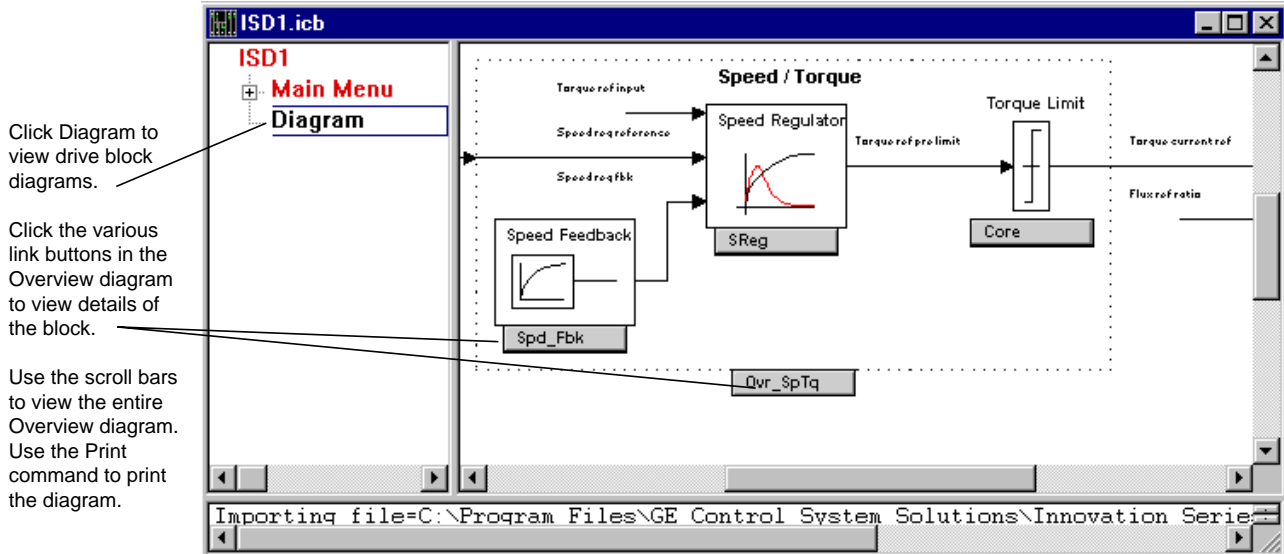 ISD1.icb
ISD1
Main Menu
Diagram
Click Diagram to
view drive block
diagrams.
Click the various
link buttons in the
Overview diagram
to view details of
the block.
Use the scroll bars
to view the entire
Overview diagram.
Use the Print
command to print
the diagram.
Speed / Torque
Torque ref input
Speed reg reference
Speed reg fbk
Speed Regulator
SReg
Speed Feedback
Spd_Fbk
Torque ref pre limit
Torque Limit
Core
Torque current ref
Flux ref ratio
Ovr_SpTq
Importing file=C:\Program Files\GE Control System Solutions\Innovation Series